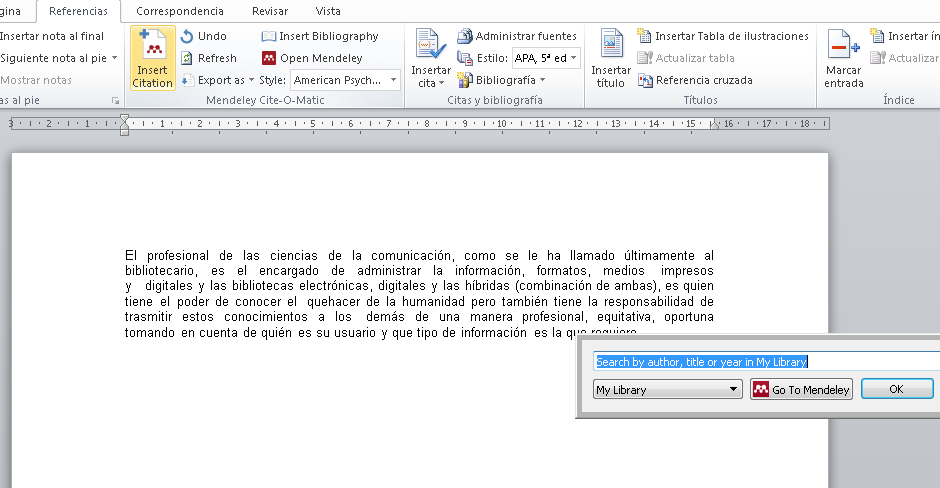 gina Referencias Correspondencia Revisar Vista
Insertar nota al final
Siguiente nota al pie
Mostrar notas
as al pie
Insert Citation
Undo
Refresh
Export as
Insert Bibliography
Open Mendeley
Style: American Psych...
Mendeley Cite-O-Matic
Insertar cita
Administrar fuentes
Estilo: APA, 5ª ed
Bibliografía
Citas y bibliografía
Insertar título
Insertar Tabla de ilustraciones
Actualizar tabla
Referencia cruzada
Títulos
Marcar entrada
Insertar ín
Actualizar
Índice
3 2 1 1 2 3 4 5 6 7 8 9 10 11 12 13 14 15 16 17 18
El profesional de las ciencias de la comunicación, como se le ha llamado últimamente al
bibliotecario, es el encargado de administrar la información, formatos, medios impresos
y digitales y las bibliotecas electrónicas, digitales y las híbridas (combinación de ambas), es quien
tiene el poder de conocer el quehacer de la humanidad pero también tiene la responsabilidad de
trasmitir estos conocimientos a los demás de una manera profesional, equitativa, oportuna
tomando en cuenta de quién es su usuario y que tipo de información es la que requiere.
Search by author, title or year in My Library
My Library Go To Mendeley OK